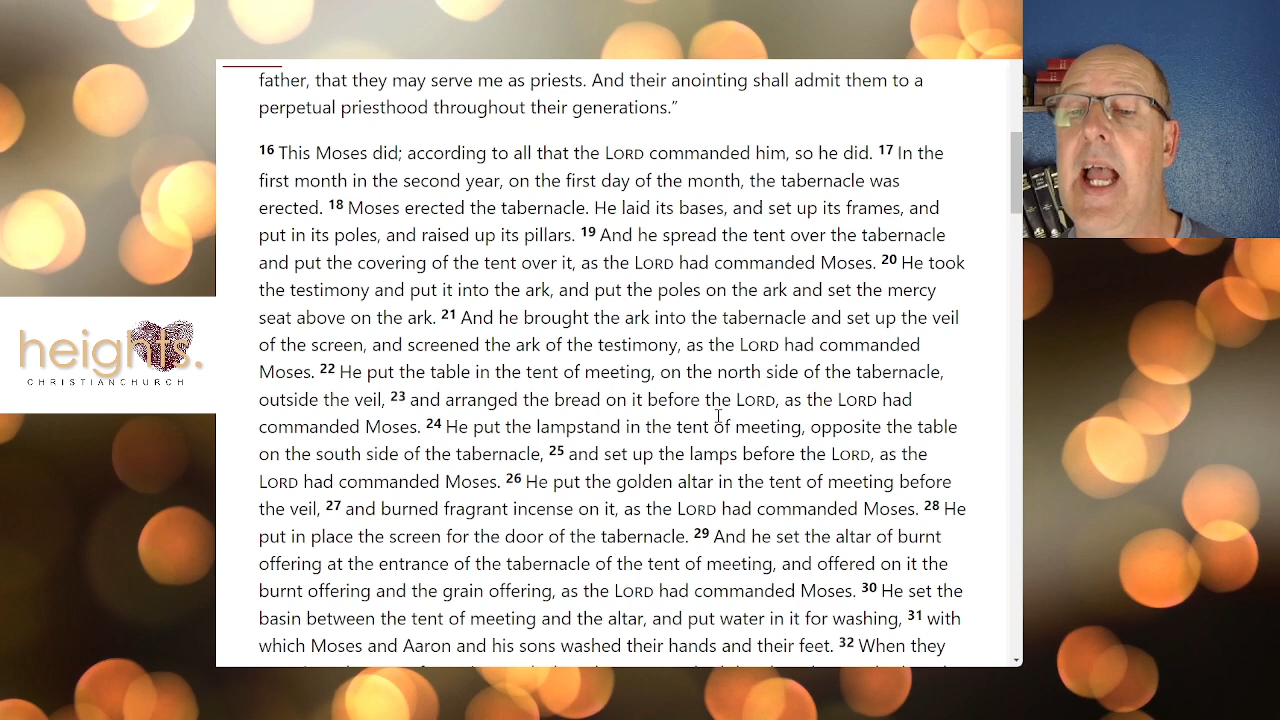 father, that they may serve me as priests. And their anointing shall admit them to a
perpetual priesthood throughout their generations.”
16 This Moses did; according to all that the LORD commanded him, so he did. 17 In the
first month in the second year, on the first day of the month, the tabernacle was
erected. 18 Moses erected the tabernacle. He laid its bases, and set up its frames, and
put in its poles, and raised up its pillars. 19 And he spread the tent over the tabernacle
and put the covering of the tent over it, as the LORD had commanded Moses. 20 He took
the testimony and put it into the ark, and put the poles on the ark and set the mercy
seat above on the ark. 21 And he brought the ark into the tabernacle and set up the veil
of the screen, and screened the ark of the testimony, as the LORD had commanded
Moses. 22 He put the table in the tent of meeting, on the north side of the tabernacle,
outside the veil, 23 and arranged the bread on it before the LORD, as the LORD had
commanded Moses. 24 He put the lampstand in the tent of meeting, opposite the table
on the south side of the tabernacle, 25 and set up the lamps before the LORD, as the
LORD had commanded Moses. 26 He put the golden altar in the tent of meeting before
the veil, 27 and burned fragrant incense on it, as the LORD had commanded Moses. 28 He
put in place the screen for the door of the tabernacle. 29 And he set the altar of burnt
offering at the entrance of the tabernacle of the tent of meeting, and offered on it the
burnt offering and the grain offering, as the LORD had commanded Moses. 30 He set the
basin between the tent of meeting and the altar, and put water in it for washing, 31 with
which Moses and Aaron and his sons washed their hands and their feet. 32 When they
heights.
CHRISTIANCHURCH